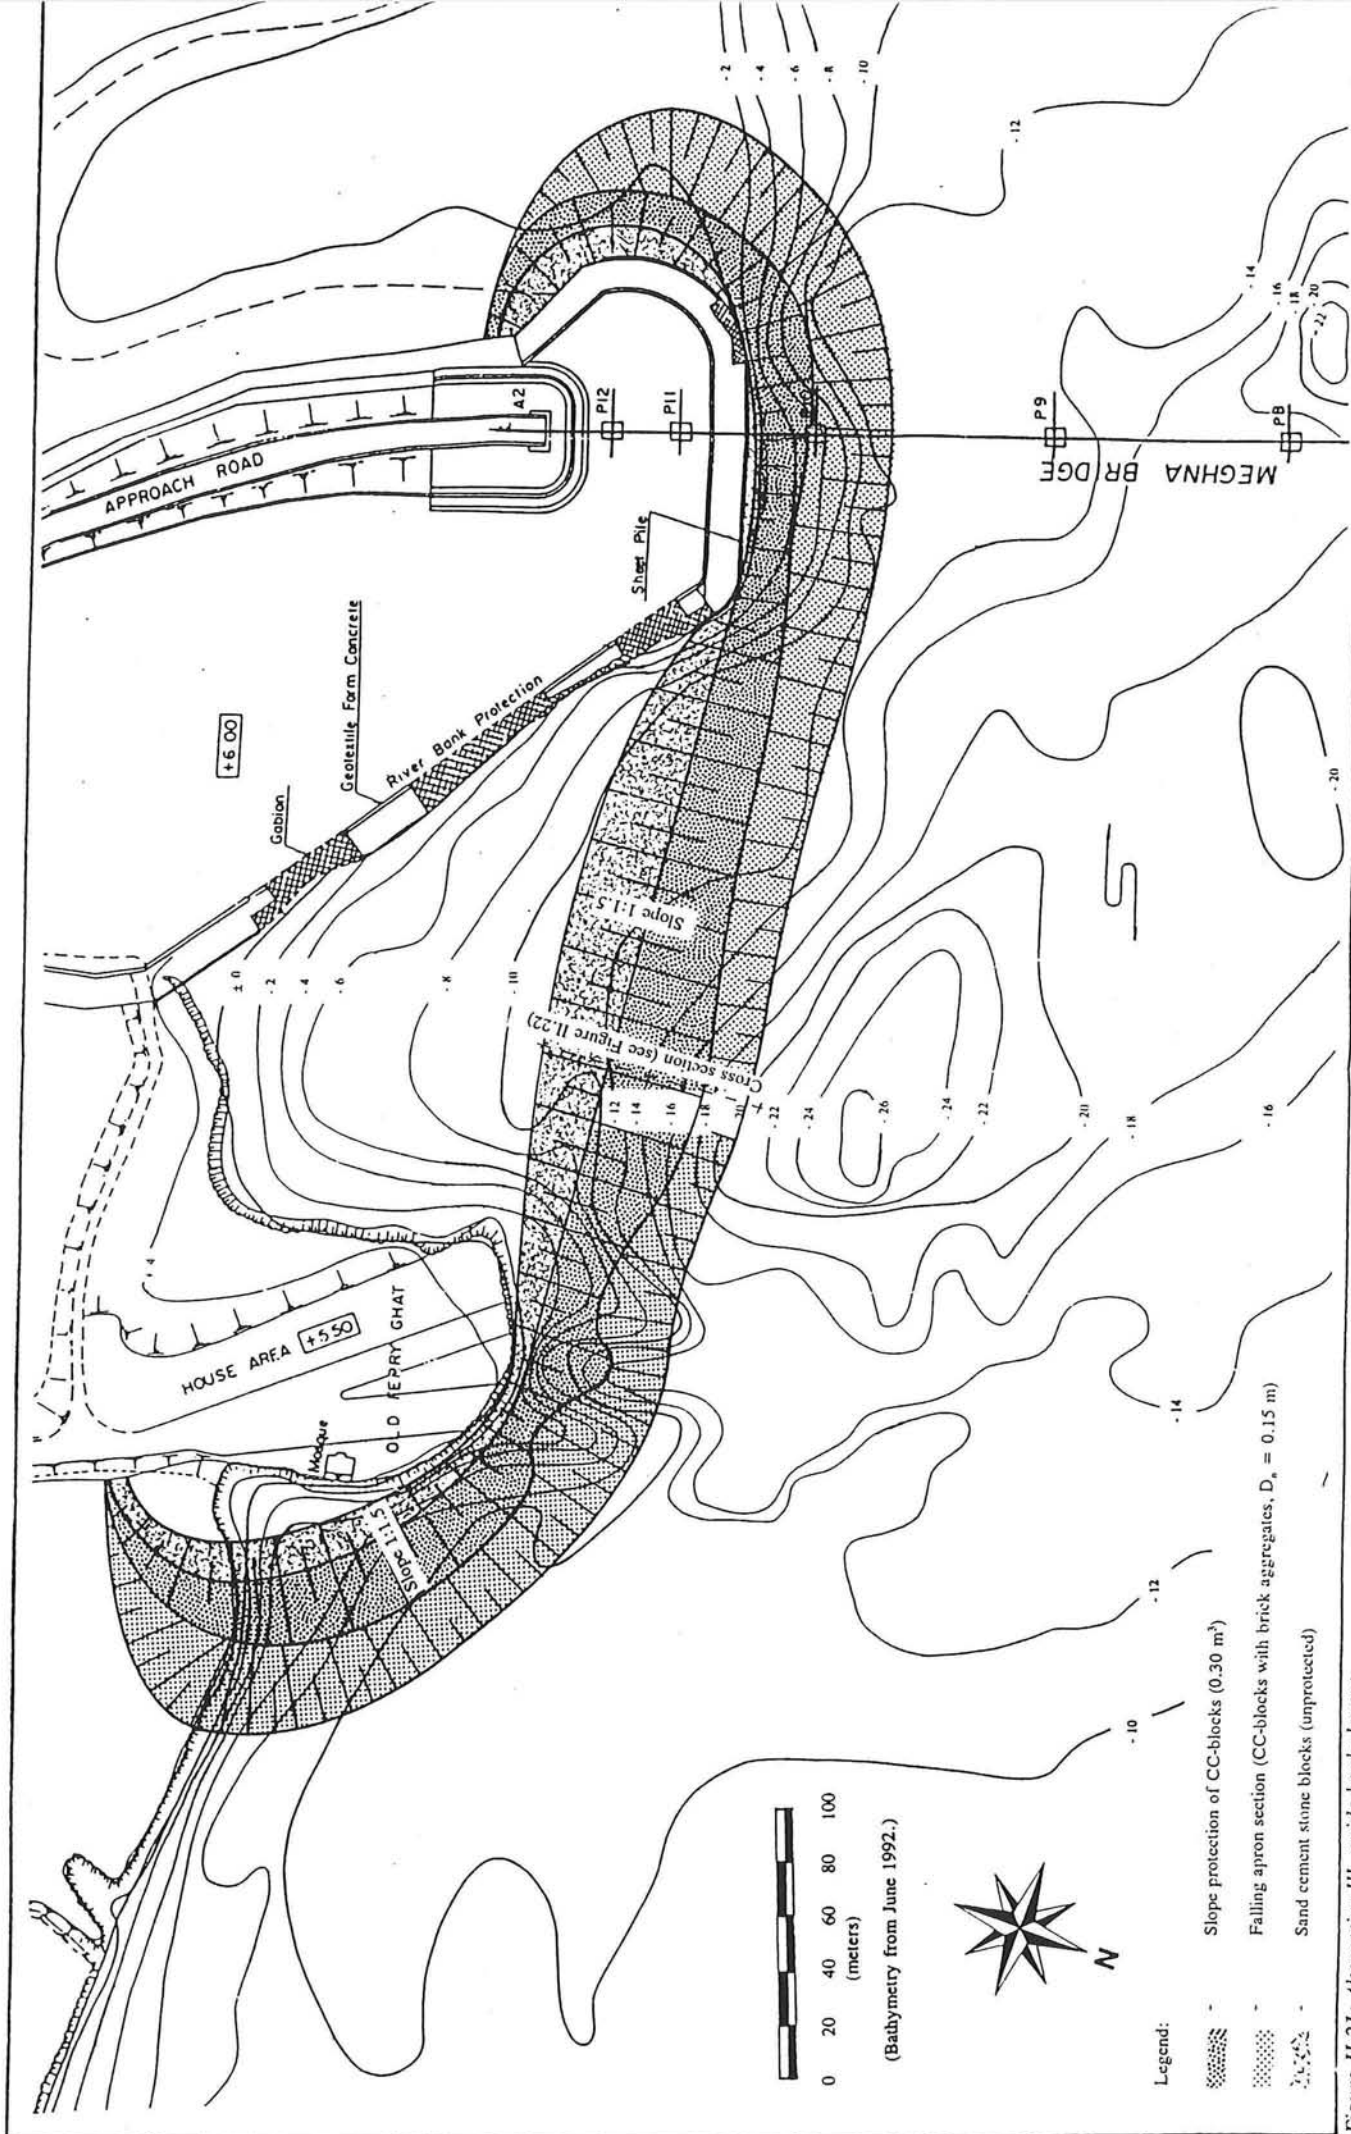 APPROACH ROAD
A2
P12
P11
P9
P8
MEGHNA BRIDGE
Sheet Pile
Geotextile Form Concrete
River Bank Protection
Gabion
+6.00
HOUSE AREA
+5.50
OLD FERRY GHAT
Mosque
Slope 1:1.5
Slope 1:1.5
Cross section (see Figure II.22)
-2
-4
-6
-8
-10
-12
-14
-16
-18
-20
-22
± 0
-2
-4
-6
-8
-10
-12
-14
-16
-18
20
-22
-24
-26
-24
-22
-20
-18
-16
-20
-14
-12
-10
0 20 40 60 80 100
(meters)
(Bathymetry from June 1992.)
N
Legend:
- Slope protection of CC-blocks (0.30 m³)
- Falling apron section (CC-blocks with brick aggregates, Dₙ = 0.15 m)
- Sand cement stone blocks (unprotected)